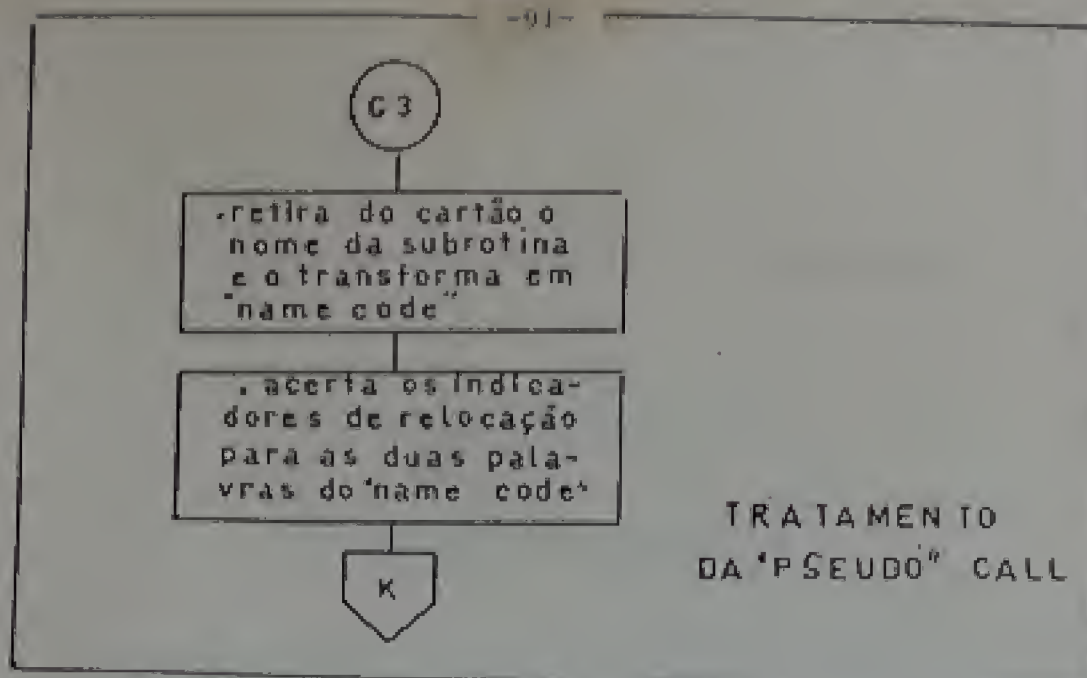 -91-
G3
.retira do cartão o
nome da subrotina
e o transforma em
"name code"
. acerta os indica-
dores de relocação
para as duas pala-
vras do "name code"
K
TRATAMENTO
DA "PSEUDO" CALL